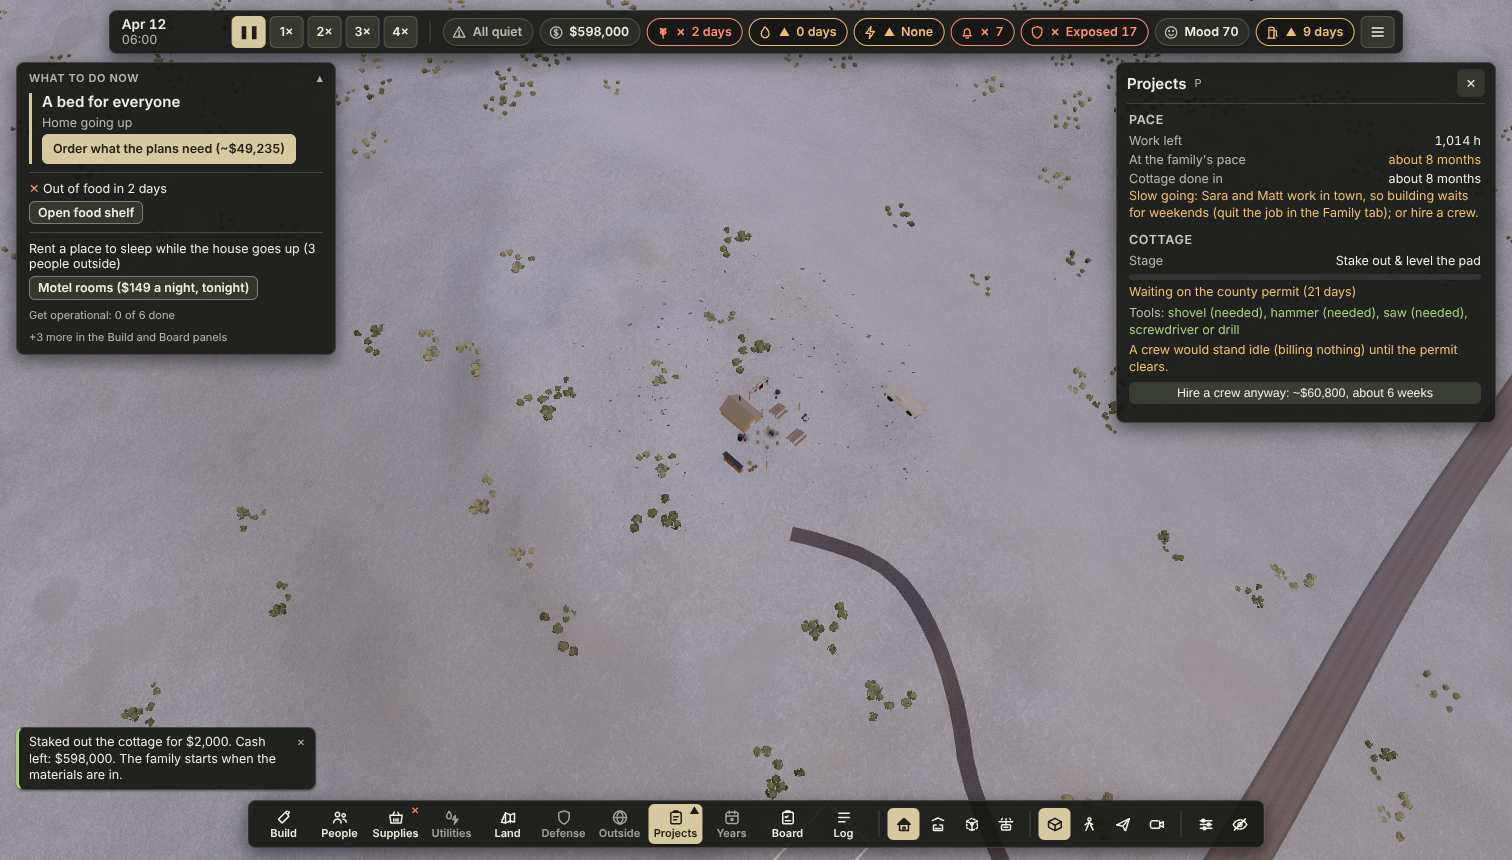 Apr 12
06:00
1×
2×
3×
4×
All quiet
$598,000
× 2 days
▲ 0 days
▲ None
× 7
× Exposed 17
Mood 70
▲ 9 days
WHAT TO DO NOW
A bed for everyone
Home going up
Order what the plans need (~$49,235)
× Out of food in 2 days
Open food shelf
Rent a place to sleep while the house goes up (3
people outside)
Motel rooms ($149 a night, tonight)
Get operational: 0 of 6 done
+3 more in the Build and Board panels
Projects P
PACE
Work left 1,014 h
At the family's pace about 8 months
Cottage done in about 8 months
Slow going: Sara and Matt work in town, so building waits
for weekends (quit the job in the Family tab); or hire a crew.
COTTAGE
Stage Stake out & level the pad
Waiting on the county permit (21 days)
Tools: shovel (needed), hammer (needed), saw (needed),
screwdriver or drill
A crew would stand idle (billing nothing) until the permit
clears.
Hire a crew anyway: ~$60,800, about 6 weeks
Staked out the cottage for $2,000. Cash
left: $598,000. The family starts when the
materials are in.
Build
People
Supplies
Utilities
Land
Defense
Outside
Projects
Years
Board
Log